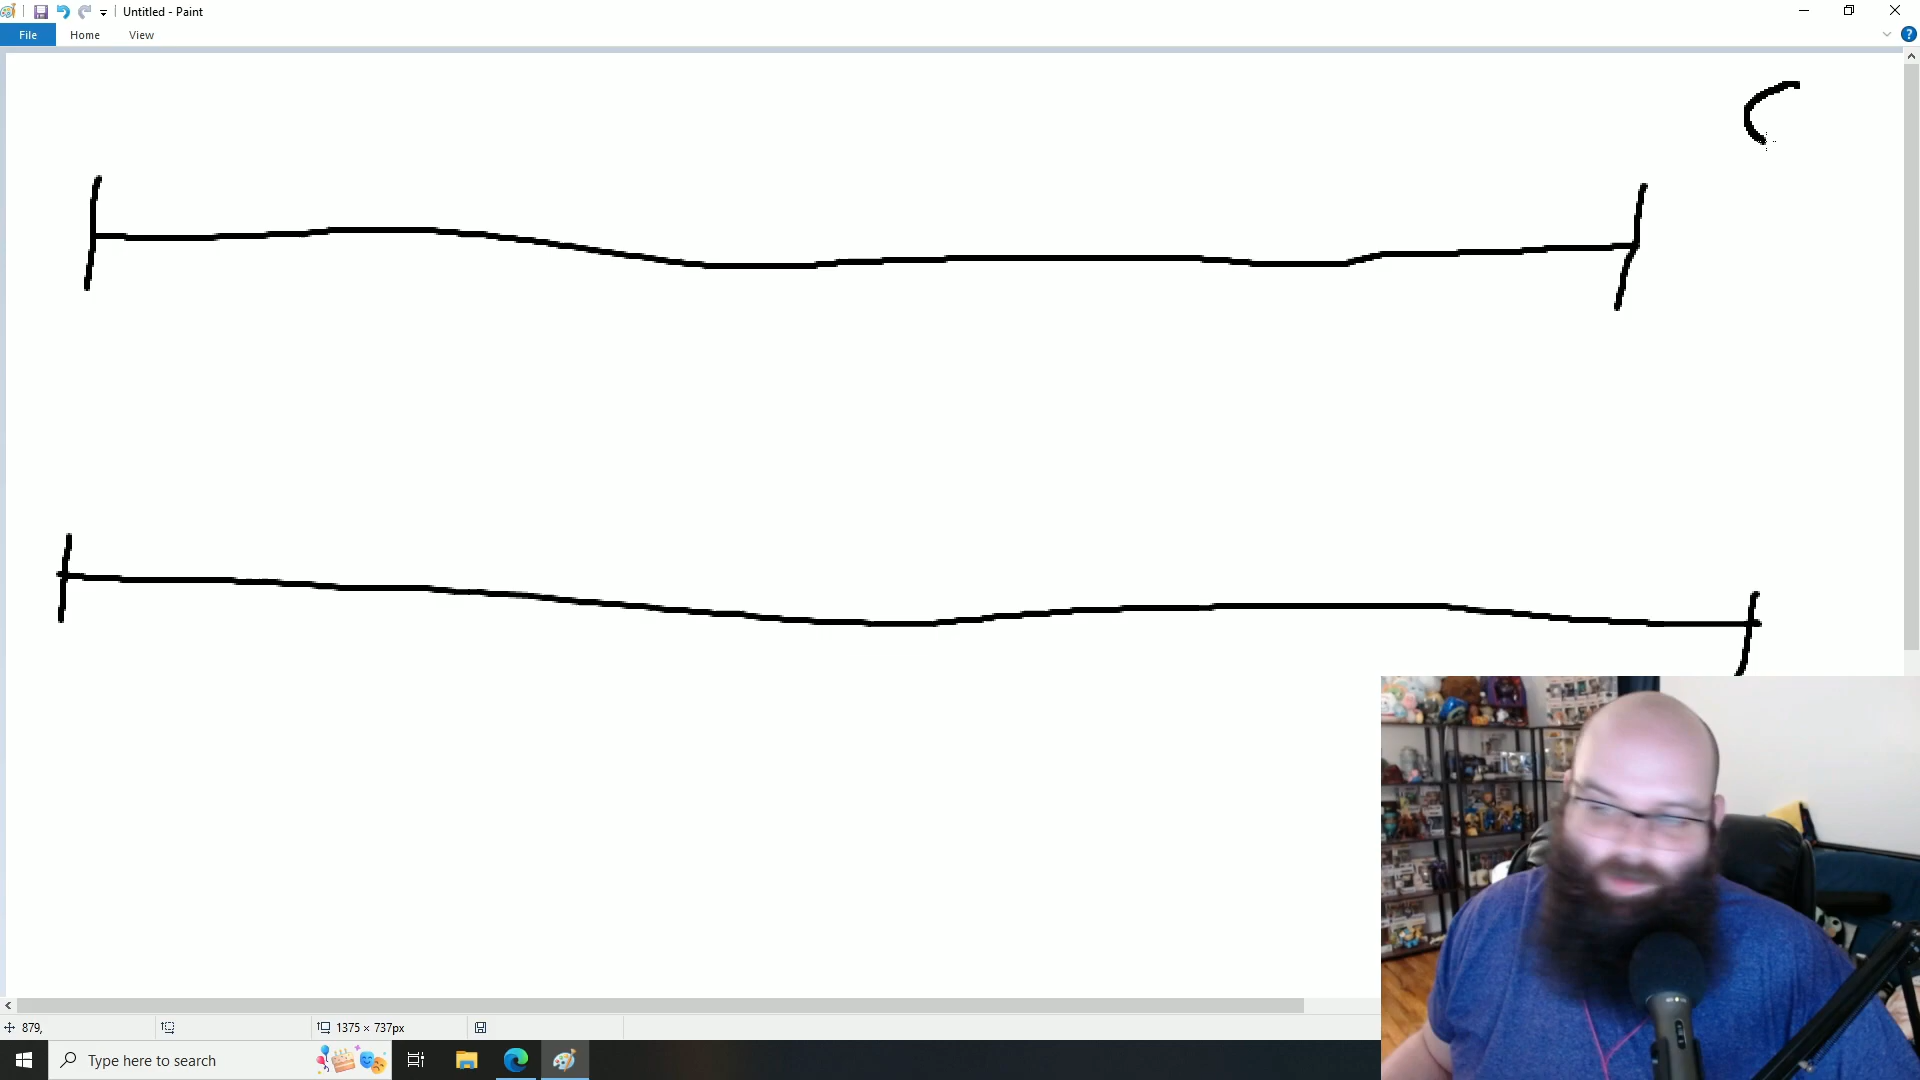 Untitled - Paint
File Home View
879,
1375 × 737px
Type here to search